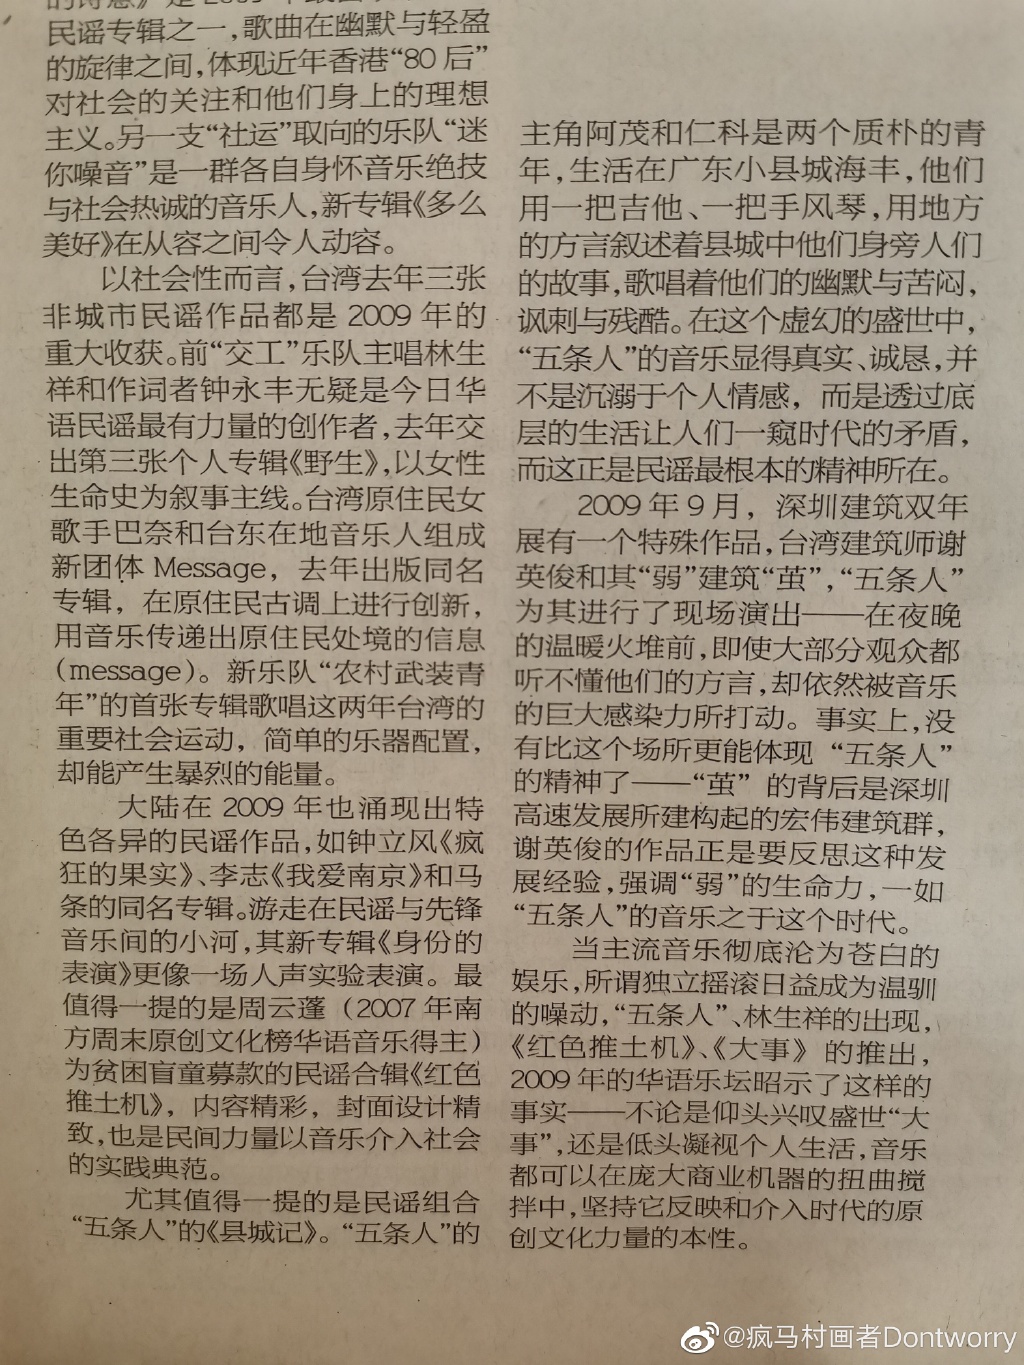 的诗意》是2009年最
民谣专辑之一，歌曲在幽默与轻盈
的旋律之间，体现近年香港“80后”
对社会的关注和他们身上的理想
主义。另一支“社运”取向的乐队“迷
你噪音”是一群各自身怀音乐绝技
与社会热诚的音乐人，新专辑《多么
美好》在从容之间令人动容。
以社会性而言，台湾去年三张
非城市民谣作品都是2009年的
重大收获。前“交工”乐队主唱林生
祥和作词者钟永丰无疑是今日华
语民谣最有力量的创作者，去年交
出第三张个人专辑《野生》，以女性
生命史为叙事主线。台湾原住民女
歌手巴奈和台东在地音乐人组成
新团体Message，去年出版同名
专辑，在原住民古调上进行创新，
用音乐传递出原住民处境的信息
(message)。新乐队“农村武装青
年”的首张专辑歌唱这两年台湾的
重要社会运动，简单的乐器配置，
却能产生暴烈的能量。
大陆在2009年也涌现出特
色各异的民谣作品，如钟立风《疯
狂的果实》、李志《我爱南京》和马
条的同名专辑。游走在民谣与先锋
音乐间的小河，其新专辑《身份的
表演》更像一场人声实验表演。最
值得一提的是周云蓬（2007年南
方周末原创文化榜华语音乐得主）
为贫困盲童募款的民谣合辑《红色
推土机》，内容精彩，封面设计精
致，也是民间力量以音乐介入社会
的实践典范。
尤其值得一提的是民谣组合
“五条人”的《县城记》。“五条人”的
主角阿茂和仁科是两个质朴的青
年，生活在广东小县城海丰，他们
用一把吉他、一把手风琴，用地方
的方言叙述着县城中他们身旁人们
的故事，歌唱着他们的幽默与苦闷，
讽刺与残酷。在这个虚幻的盛世中，
“五条人”的音乐显得真实、诚恳，并
不是沉溺于个人情感，而是透过底
层的生活让人们一窥时代的矛盾，
而这正是民谣最根本的精神所在。
2009年9月，深圳建筑双年
展有一个特殊作品，台湾建筑师谢
英俊和其“弱”建筑“茧”，“五条人”
为其进行了现场演出——在夜晚
的温暖火堆前，即使大部分观众都
听不懂他们的方言，却依然被音乐
的巨大感染力所打动。事实上，没
有比这个场所更能体现“五条人”
的精神了——“茧”的背后是深圳
高速发展所建构起的宏伟建筑群，
谢英俊的作品正是要反思这种发
展经验，强调“弱”的生命力，一如
“五条人”的音乐之于这个时代。
当主流音乐彻底沦为苍白的
娱乐，所谓独立摇滚日益成为温驯
的噪动，“五条人”、林生祥的出现，
《红色推土机》、《大事》的推出，
2009年的华语乐坛昭示了这样的
事实——不论是仰头兴叹盛世“大
事”，还是低头凝视个人生活，音乐
都可以在庞大商业机器的扭曲搅
拌中，坚持它反映和介入时代的原
创文化力量的本性。
@疯马村画者Dontworry